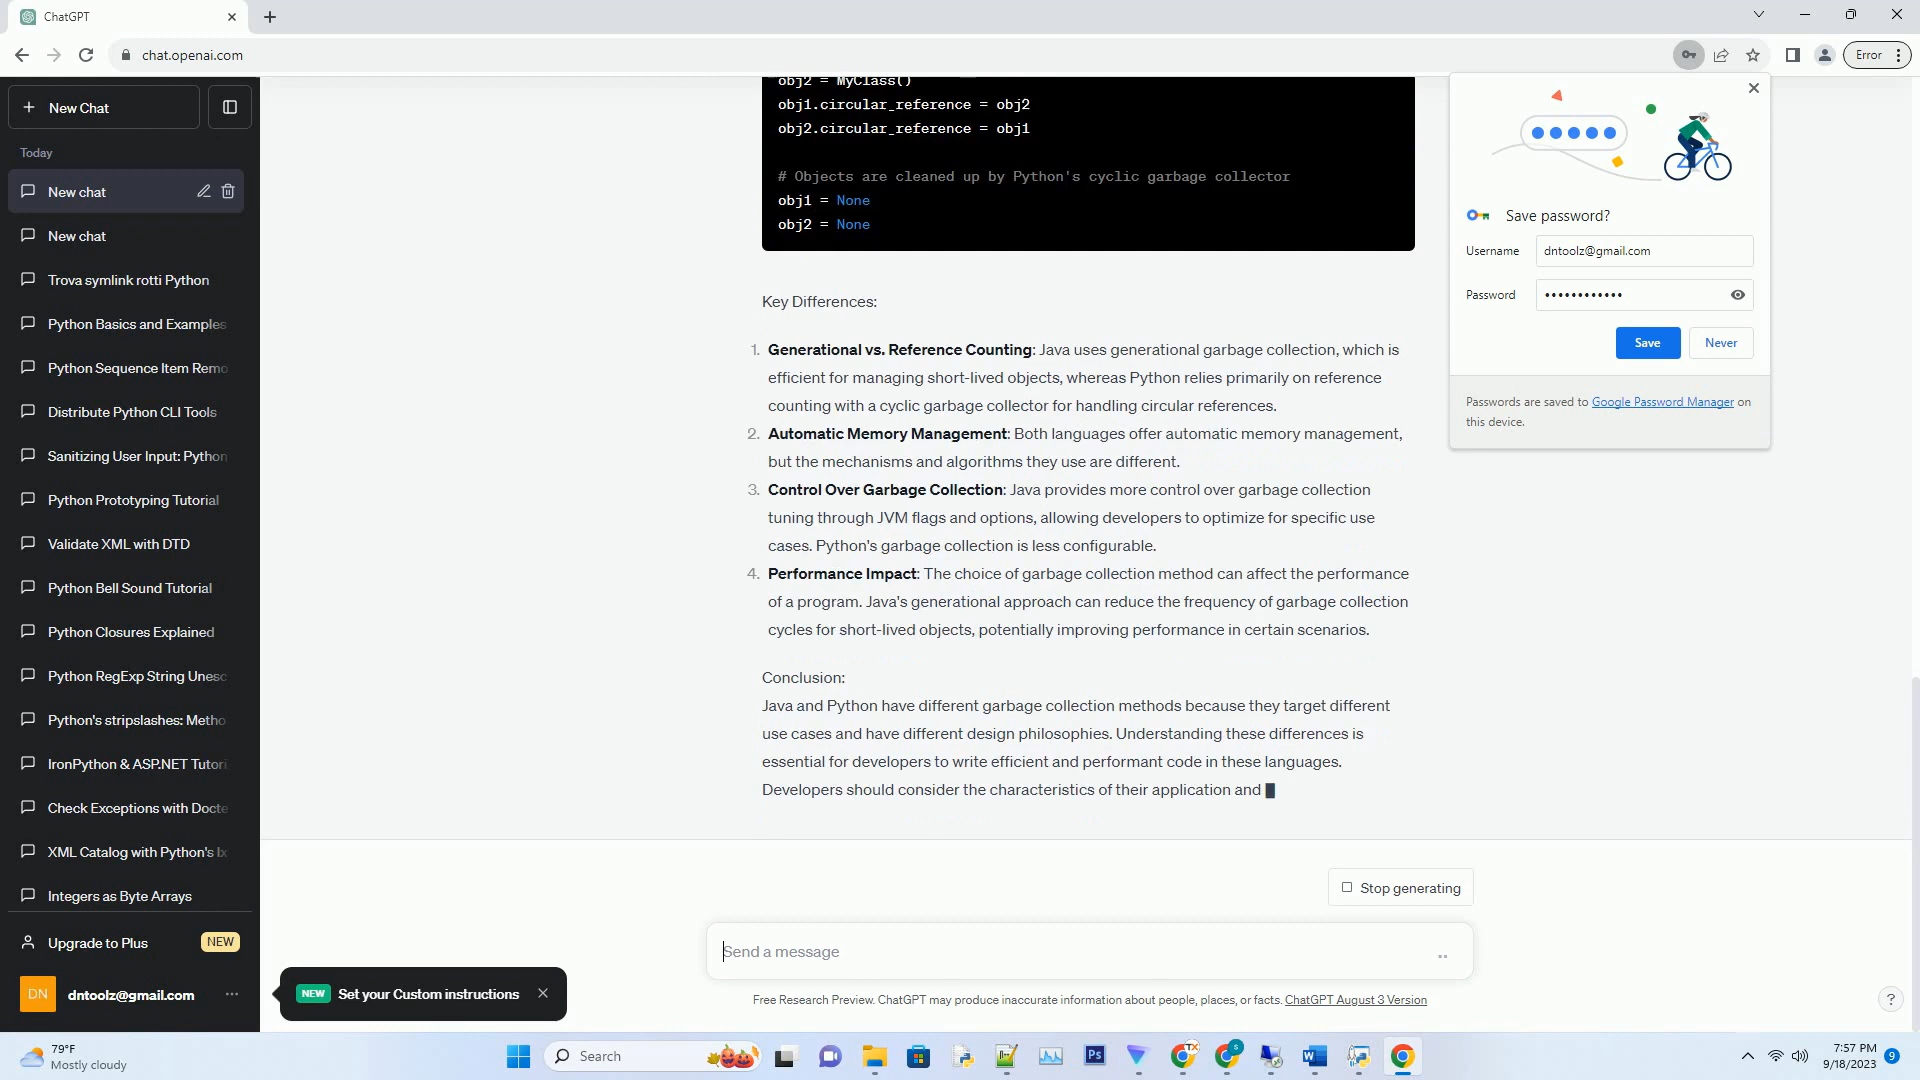 ChatGPT
chat.openai.com
Error
New Chat
Today
New chat
New chat
Trova symlink rotti Python
Python Basics and Examples
Python Sequence Item Remo
Distribute Python CLI Tools
Sanitizing User Input: Python
Python Prototyping Tutorial
Validate XML with DTD
Python Bell Sound Tutorial
Python Closures Explained
Python RegExp String Unesc
Python's stripslashes: Metho
IronPython & ASP.NET Tutori
Check Exceptions with Docte
XML Catalog with Python's lx
Integers as Byte Arrays
Upgrade to Plus NEW
DN dntoolz@gmail.com
obj2 = MyClass()
obj1.circular_reference = obj2
obj2.circular_reference = obj1
# Objects are cleaned up by Python's cyclic garbage collector
obj1 = None
obj2 = None
Key Differences:
1. Generational vs. Reference Counting: Java uses generational garbage collection, which is
efficient for managing short-lived objects, whereas Python relies primarily on reference
counting with a cyclic garbage collector for handling circular references.
2. Automatic Memory Management: Both languages offer automatic memory management,
but the mechanisms and algorithms they use are different.
3. Control Over Garbage Collection: Java provides more control over garbage collection
tuning through JVM flags and options, allowing developers to optimize for specific use
cases. Python's garbage collection is less configurable.
4. Performance Impact: The choice of garbage collection method can affect the performance
of a program. Java's generational approach can reduce the frequency of garbage collection
cycles for short-lived objects, potentially improving performance in certain scenarios.
Conclusion:
Java and Python have different garbage collection methods because they target different
use cases and have different design philosophies. Understanding these differences is
essential for developers to write efficient and performant code in these languages.
Developers should consider the characteristics of their application and
Stop generating
Send a message
Free Research Preview. ChatGPT may produce inaccurate information about people, places, or facts. ChatGPT August 3 Version
NEW Set your Custom instructions
?
Save password?
Username dntoolz@gmail.com
Password ••••••••••••
Save Never
Passwords are saved to Google Password Manager on
this device.
79°F
Mostly cloudy
Search
Ps
TX
S
W
7:57 PM
9/18/2023
9